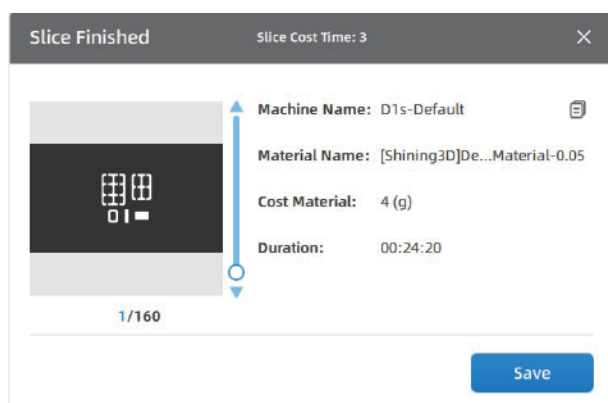 Slice Finished
Slice Cost Time: 3
Machine Name: D1s-Default
Material Name: [Shining3D]De...Material-0.05
Cost Material: 4 (g)
Duration: 00:24:20
1/160
Save